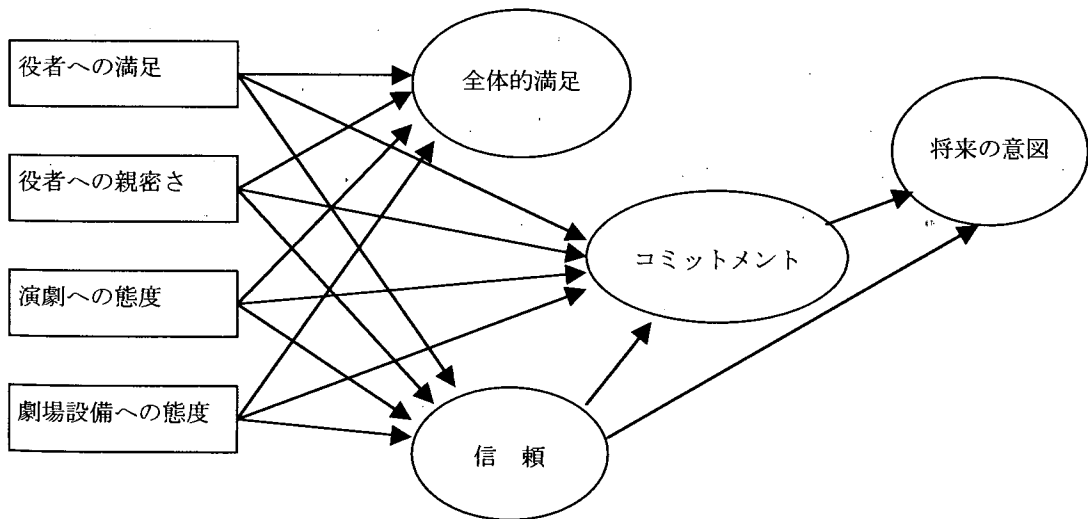 役者への満足
役者への親密さ
演劇への態度
劇場設備への態度
全体的満足
コミットメント
信　頼
将来の意図